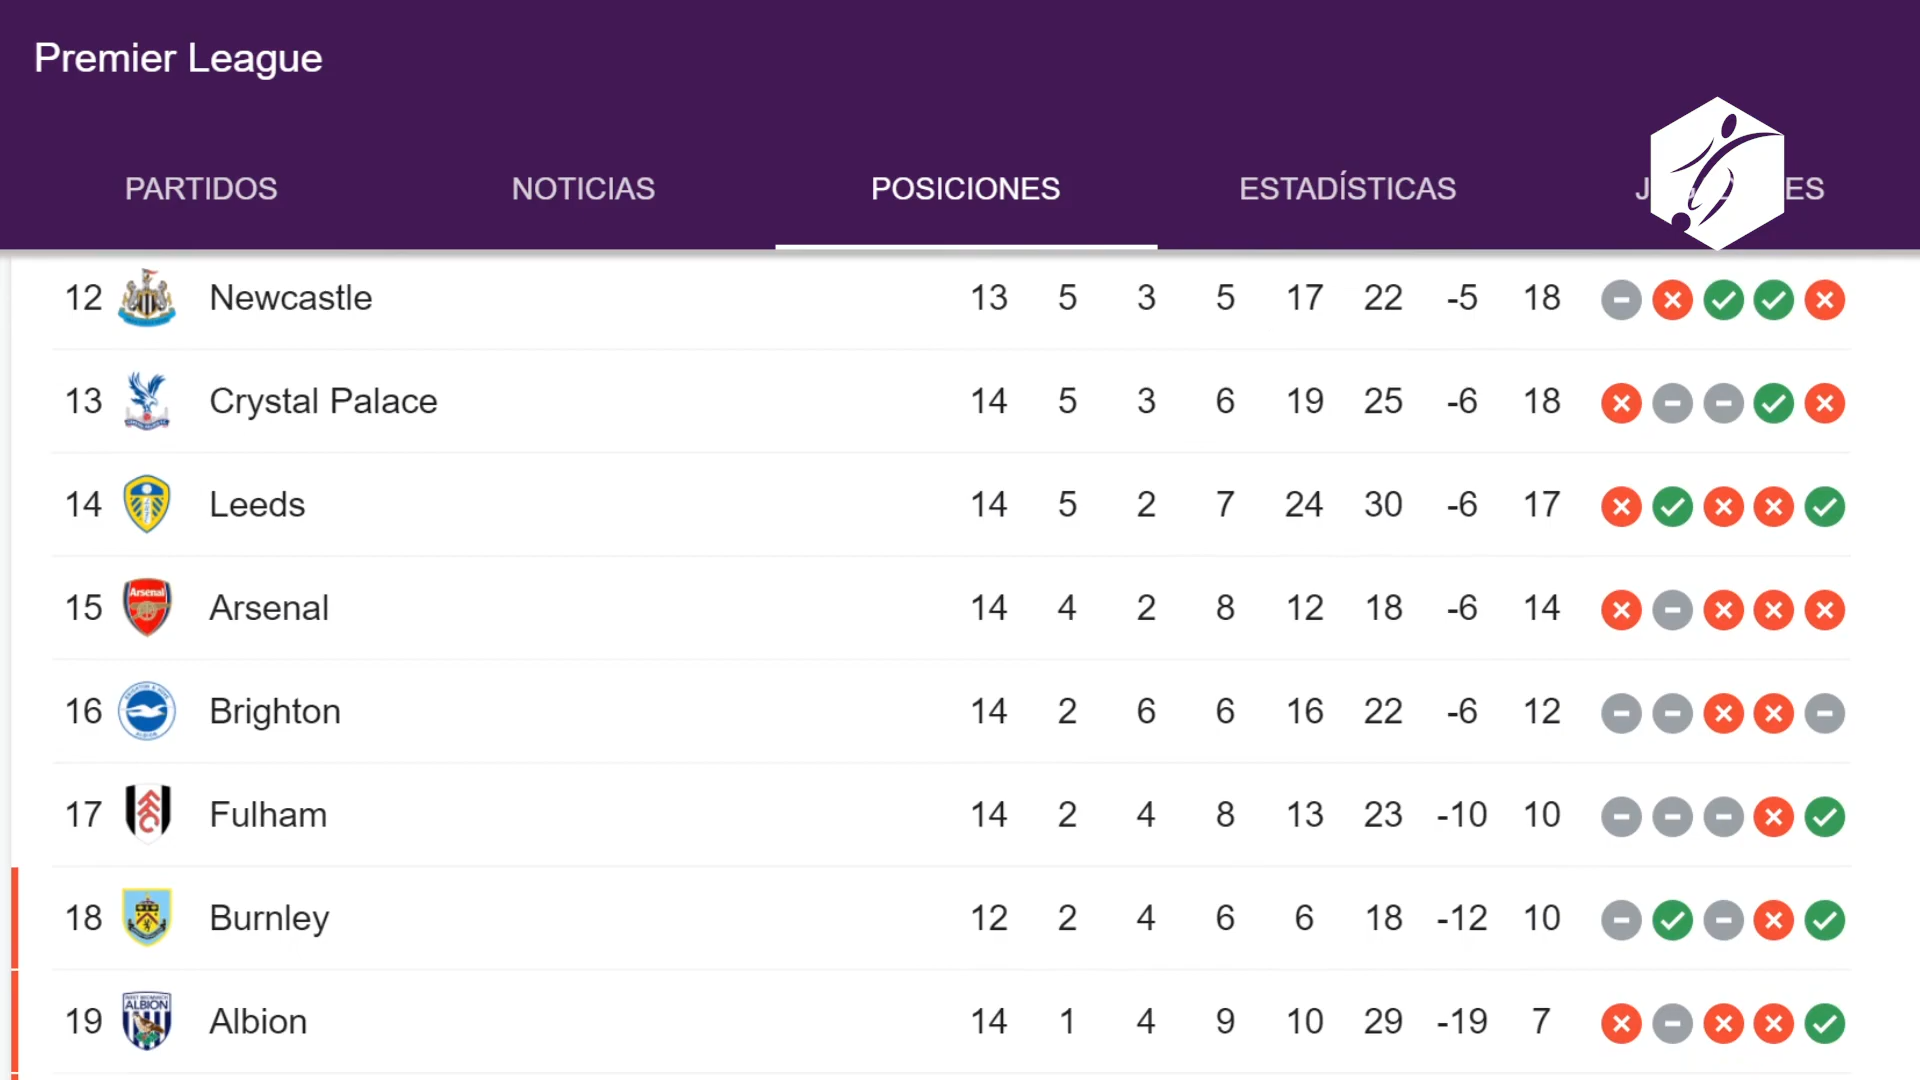 Premier League
PARTIDOS NOTICIAS POSICIONES ESTADÍSTICAS
12 Newcastle 13 5 3 5 17 22 -5 18
13 Crystal Palace 14 5 3 6 19 25 -6 18
14 Leeds 14 5 2 7 24 30 -6 17
15 Arsenal 14 4 2 8 12 18 -6 14
16 Brighton 14 2 6 6 16 22 -6 12
17 Fulham 14 2 4 8 13 23 -10 10
18 Burnley 12 2 4 6 6 18 -12 10
19 Albion 14 1 4 9 10 29 -19 7